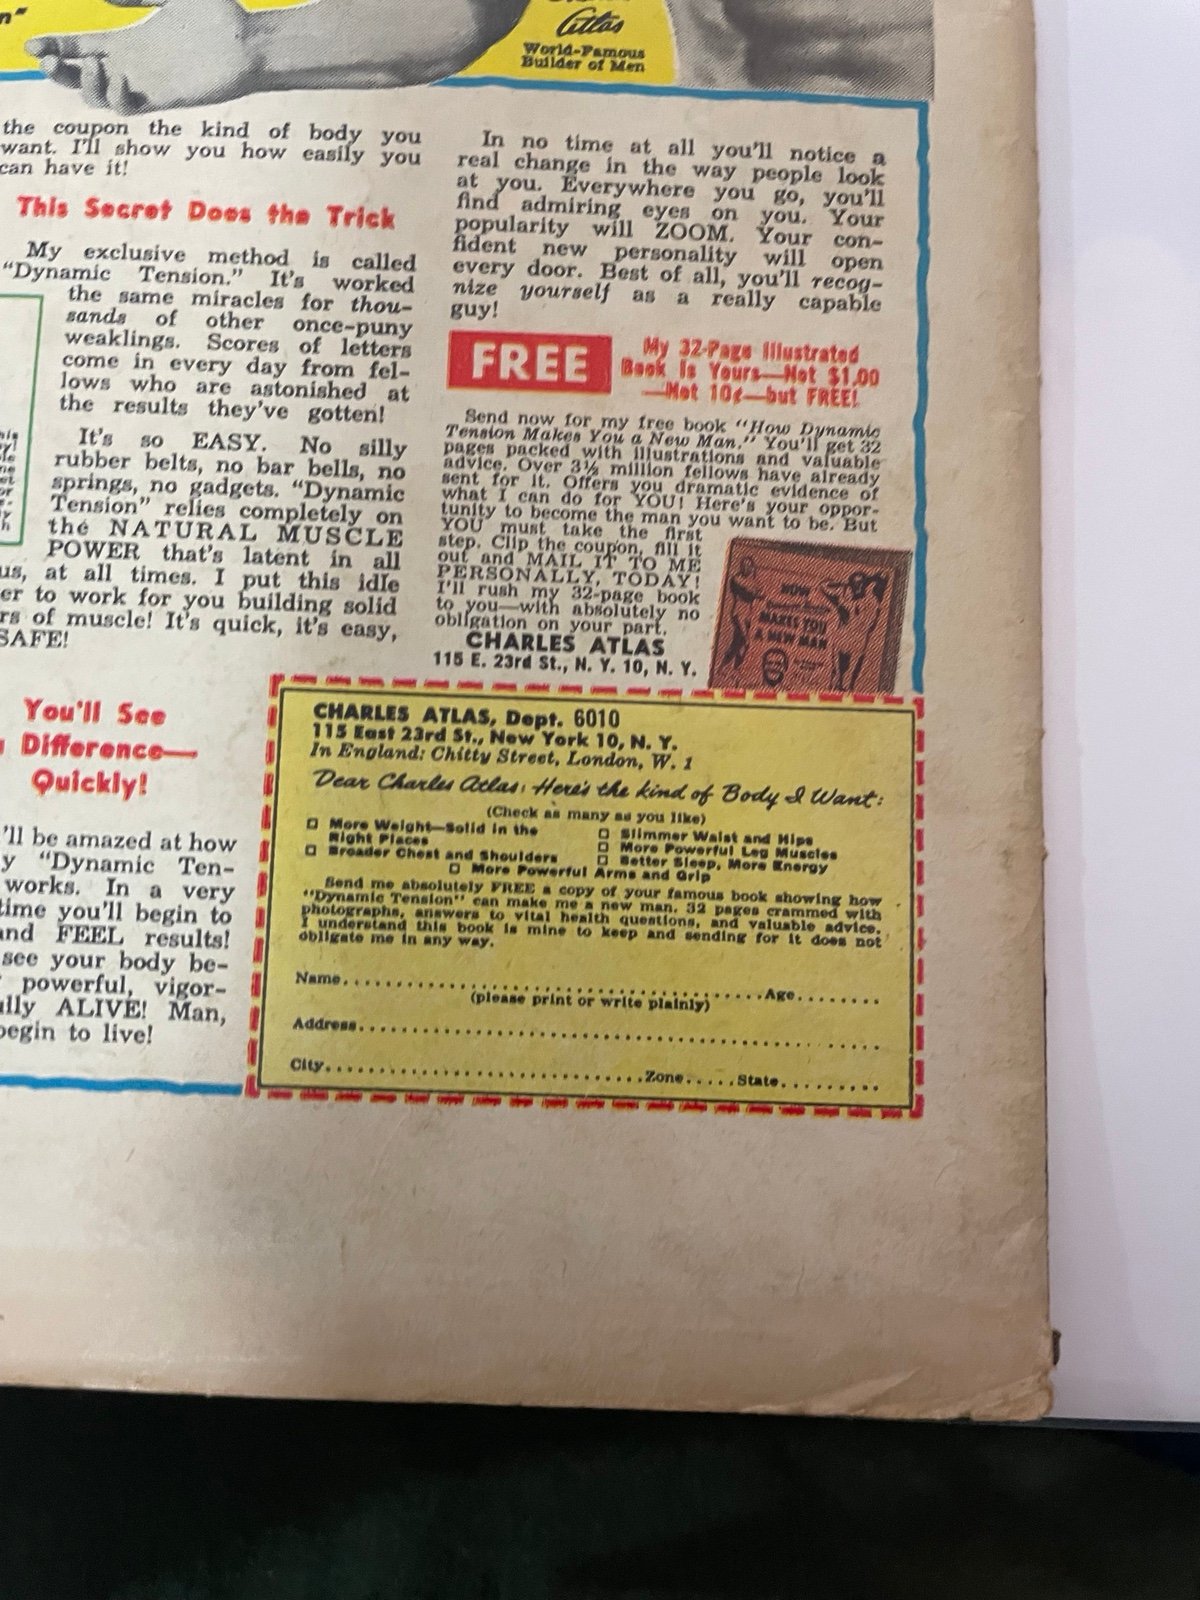 n"
Atlas
World-Famous
Builder of Men
the coupon the kind of body you
want. I'll show you how easily you
can have it!
This Secret Does the Trick
My exclusive method is called
"Dynamic Tension." It's worked
the same miracles for thou-
sands of other once-puny
weaklings. Scores of letters
come in every day from fel-
lows who are astonished at
the results they've gotten!
It's so EASY. No silly
rubber belts, no bar bells, no
springs, no gadgets. "Dynamic
Tension" relies completely on
the NATURAL MUSCLE
POWER that's latent in all
us, at all times. I put this idle
er to work for you building solid
rs of muscle! It's quick, it's easy,
SAFE!
You'll See
Difference—
Quickly!
'll be amazed at how
y "Dynamic Ten-
works. In a very
time you'll begin to
and FEEL results!
see your body be-
powerful, vigor-
ally ALIVE! Man,
begin to live!
In no time at all you'll notice a
real change in the way people look
at you. Everywhere you go, you'll
find admiring eyes on you. Your
popularity will ZOOM. Your con-
fident new personality will open
every door. Best of all, you'll recog-
nize yourself as a really capable
guy!
FREE
My 32-Page Illustrated
Book Is Yours—Not $1.00
—Not 10¢—but FREE!
Send now for my free book "How Dynamic
Tension Makes You a New Man." You'll get 32
pages packed with illustrations and valuable
advice. Over 3½ million fellows have already
sent for it. Offers you dramatic evidence of
what I can do for YOU! Here's your oppor-
tunity to become the man you want to be. But
YOU must take the first
step. Clip the coupon, fill it
out and MAIL IT TO ME
PERSONALLY, TODAY!
I'll rush my 32-page book
to you—with absolutely no
obligation on your part.
CHARLES ATLAS
115 E. 23rd St., N. Y. 10, N. Y.
HOW
MAKES YOU
A NEW MAN
CHARLES ATLAS, Dept. 6010
115 East 23rd St., New York 10, N. Y.
In England: Chitty Street, London, W. 1
Dear Charles Atlas: Here's the kind of Body I Want:
(Check as many as you like)
□ More Weight—Solid in the
Right Places
□ Broader Chest and Shoulders
□ Slimmer Waist and Hips
□ More Powerful Leg Muscles
□ Better Sleep, More Energy
□ More Powerful Arms and Grip
Send me absolutely FREE a copy of your famous book showing how
"Dynamic Tension" can make me a new man. 32 pages crammed with
photographs, answers to vital health questions, and valuable advice.
I understand this book is mine to keep and sending for it does not
obligate me in any way.
Name..............................................Age........
(please print or write plainly)
Address......................................................
City..................................Zone.....State.........